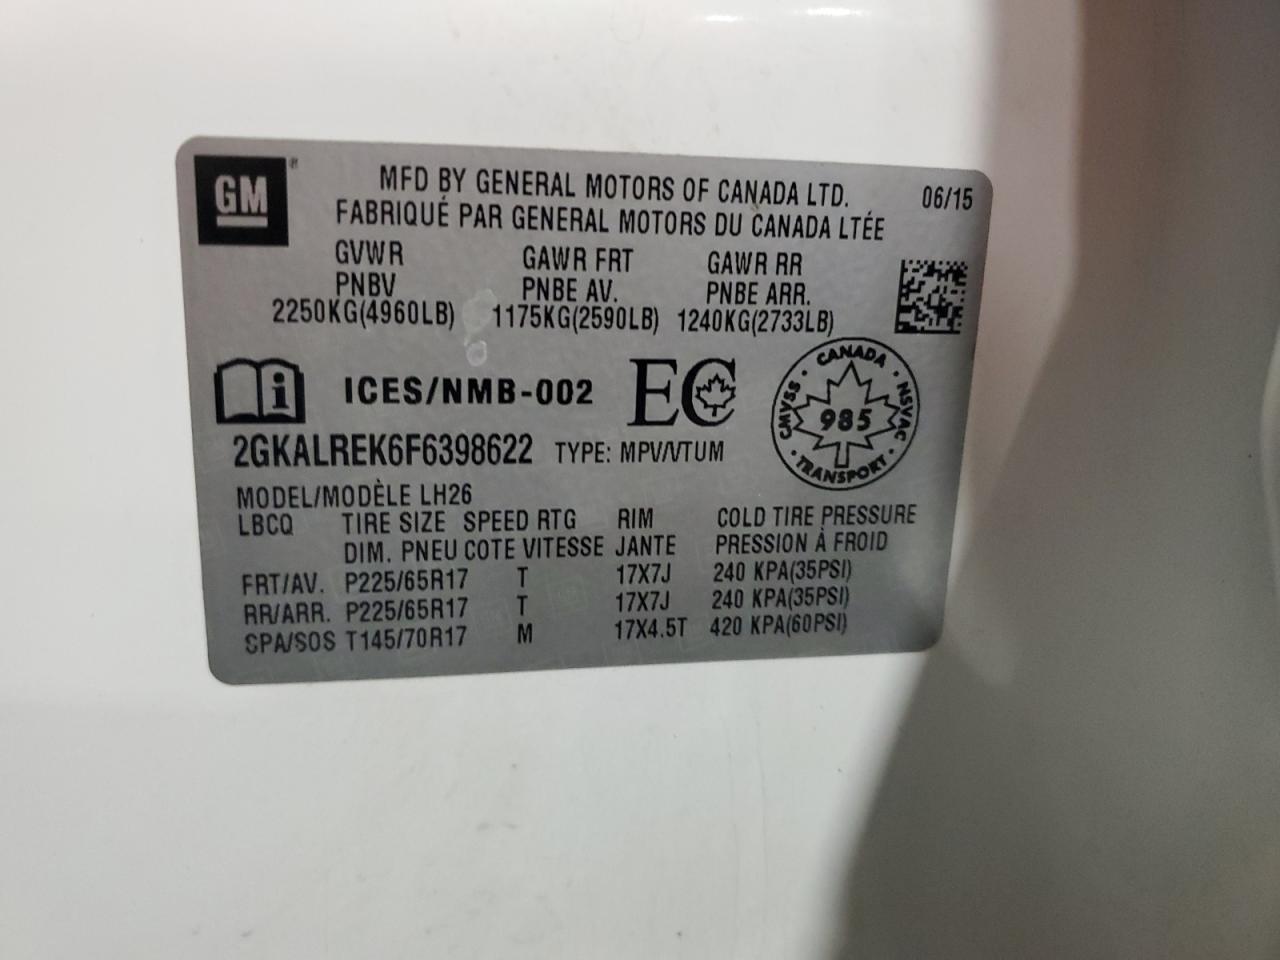 GM
MFD BY GENERAL MOTORS OF CANADA LTD. 06/15
FABRIQUÉ PAR GENERAL MOTORS DU CANADA LTÉE
GVWR GAWR FRT GAWR RR
PNBV PNBE AV. PNBE ARR.
2250KG(4960LB) 1175KG(2590LB) 1240KG(2733LB)
i ICES/NMB-002 EC
CANADA
CMVSS 985 NSVAC
TRANSPORT
2GKALREK6F6398622 TYPE: MPV/VTUM
MODEL/MODÈLE LH26
LBCQ TIRE SIZE SPEED RTG RIM COLD TIRE PRESSURE
DIM. PNEU COTE VITESSE JANTE PRESSION À FROID
FRT/AV. P225/65R17 T 17X7J 240 KPA(35PSI)
RR/ARR. P225/65R17 T 17X7J 240 KPA(35PSI)
SPA/SOS T145/70R17 M 17X4.5T 420 KPA(60PSI)